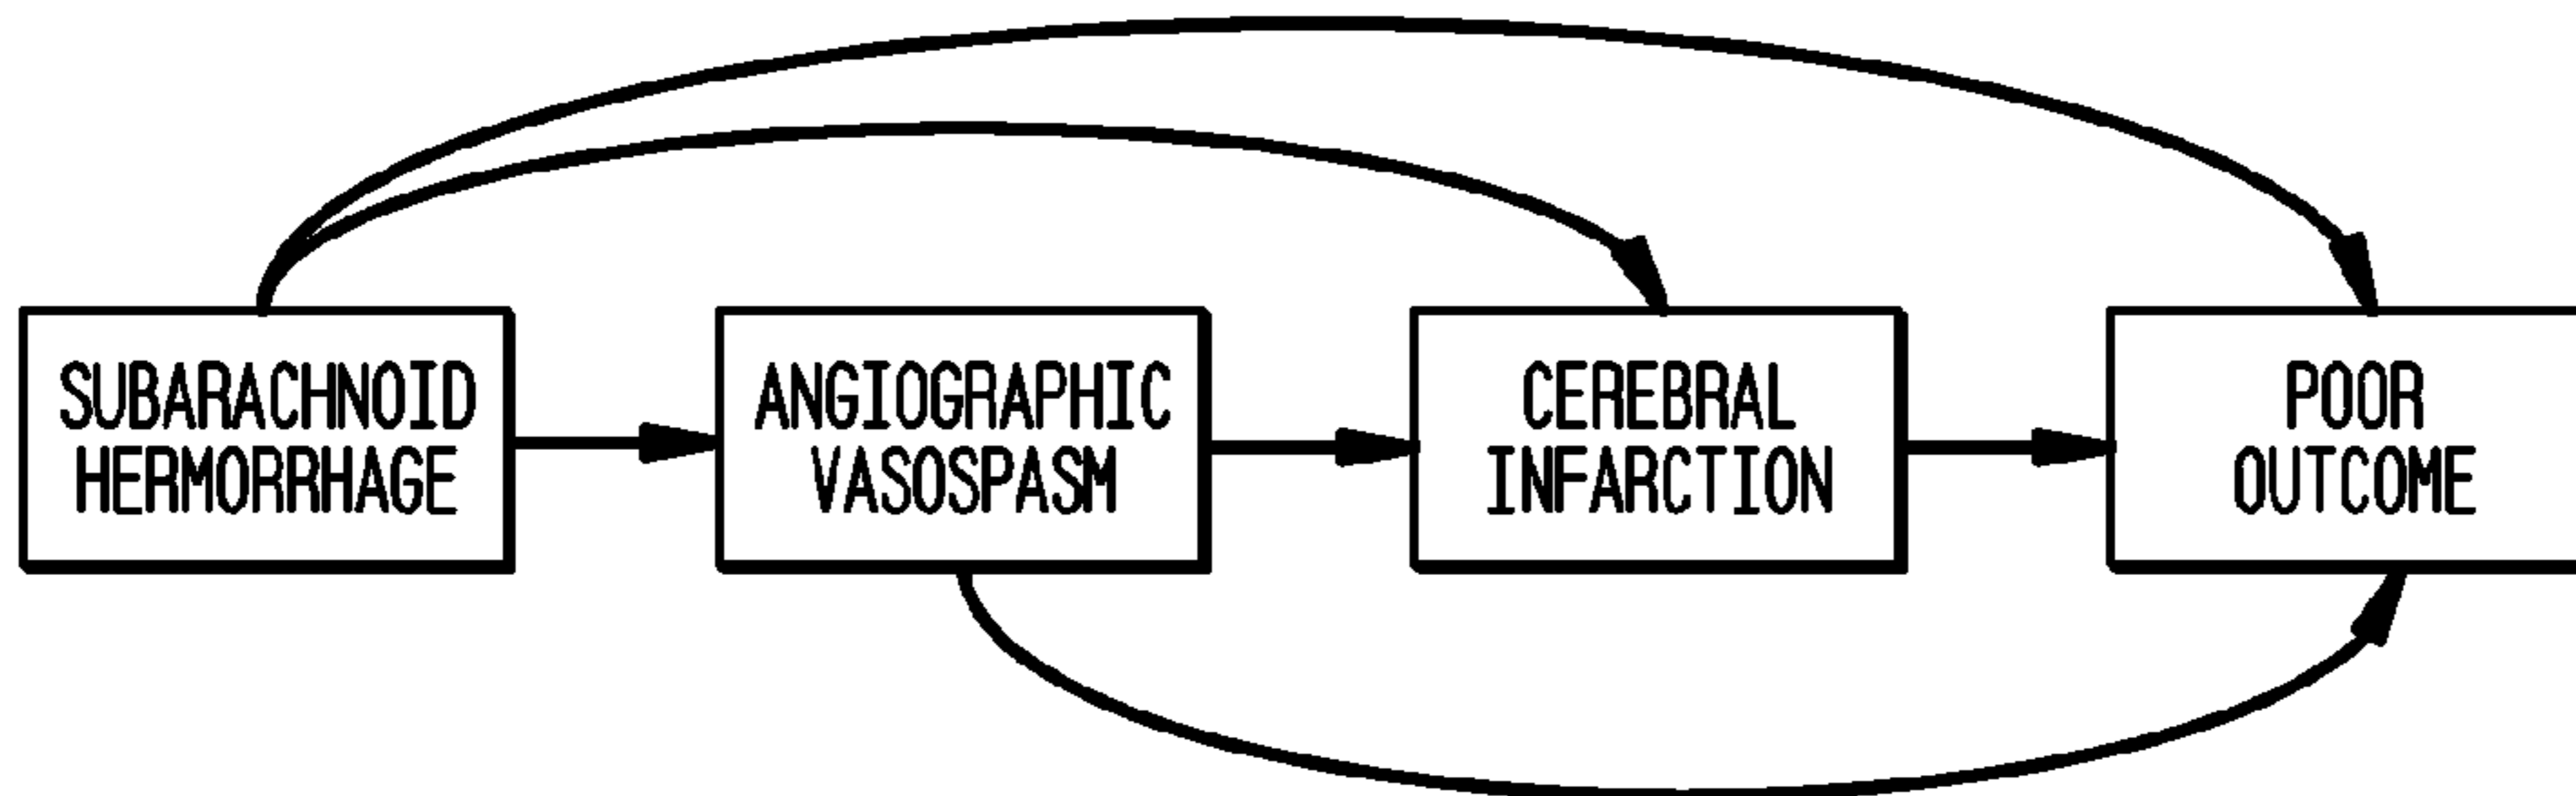 SUBARACHNOID
HERMORRHAGE
ANGIOGRAPHIC
VASOSPASM
CEREBRAL
INFARCTION
POOR
OUTCOME